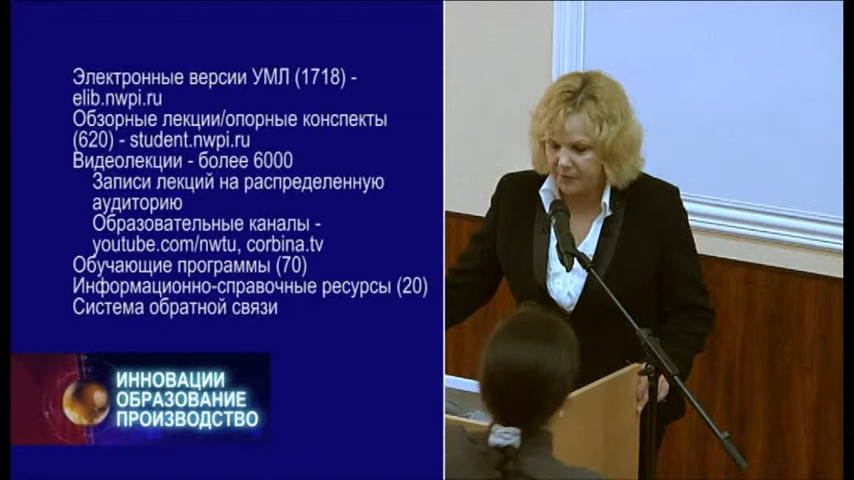 Электронные версии УМЛ (1718) -
elib.nwpi.ru
Обзорные лекции/опорные конспекты
(620) - student.nwpi.ru
Видеолекции - более 6000
Записи лекций на распределенную
аудиторию
Образовательные каналы -
youtube.com/nwtu, corbina.tv
Обучающие программы (70)
Информационно-справочные ресурсы (20)
Система обратной связи
ИННОВАЦИИ
ОБРАЗОВАНИЕ
ПРОИЗВОДСТВО